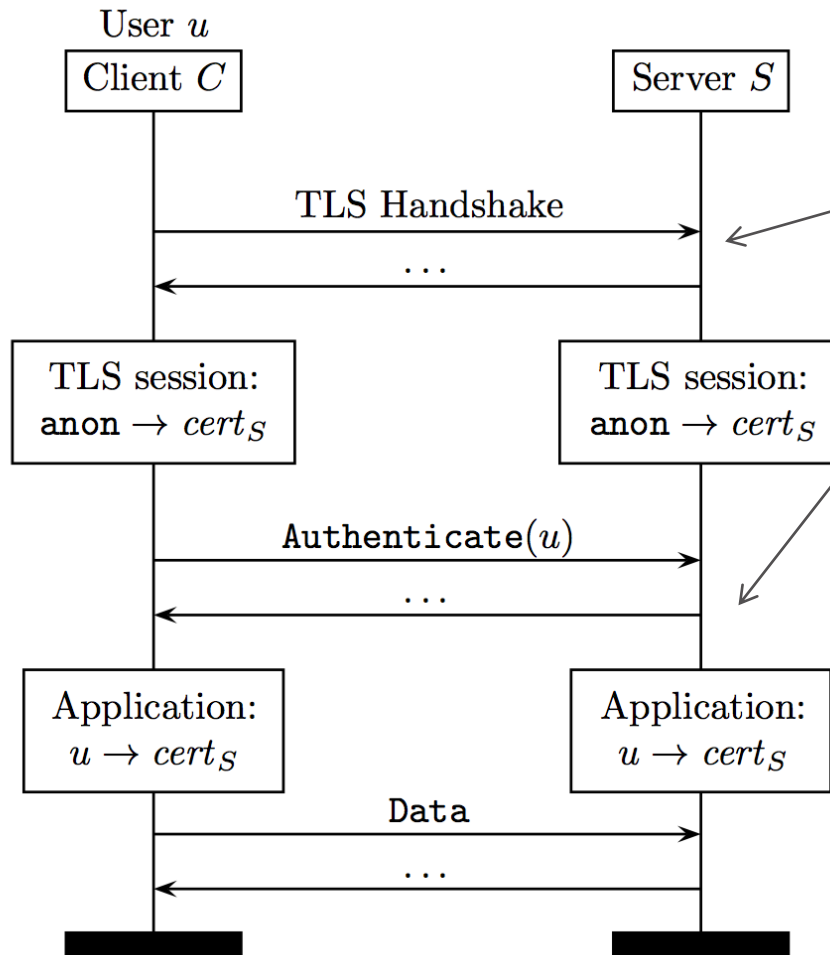 User u
Client C
Server S
TLS Handshake
...
TLS session:
anon → cert_S
TLS session:
anon → cert_S
Authenticate(u)
...
Application:
u → cert_S
Application:
u → cert_S
Data
...